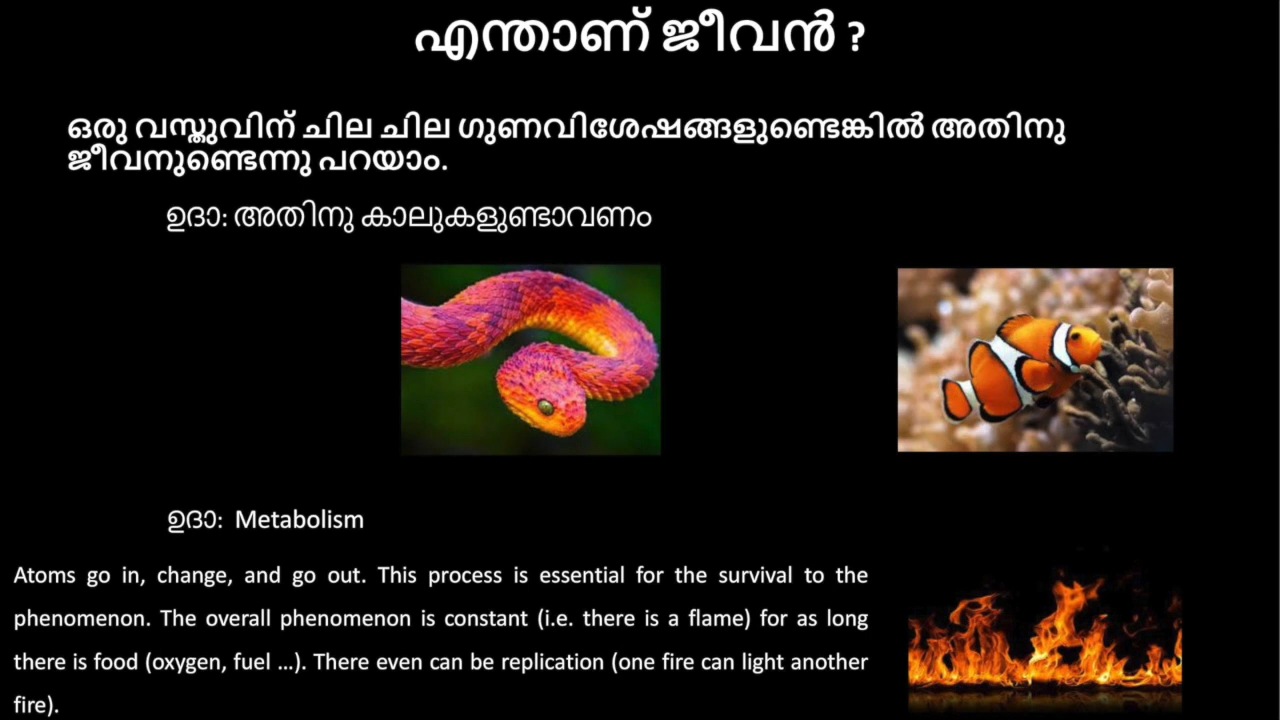 എന്താണ് ജീവൻ ?
ഒരു വസ്തുവിന് ചില ചില ഗുണവിശേഷങ്ങളുണ്ടെങ്കിൽ അതിനു
ജീവനുണ്ടെന്നു പറയാം.
ഉദാ: അതിനു കാലുകളുണ്ടാവണം
ഉദാ: Metabolism
Atoms go in, change, and go out. This process is essential for the survival to the
phenomenon. The overall phenomenon is constant (i.e. there is a flame) for as long
there is food (oxygen, fuel ...). There even can be replication (one fire can light another
fire).